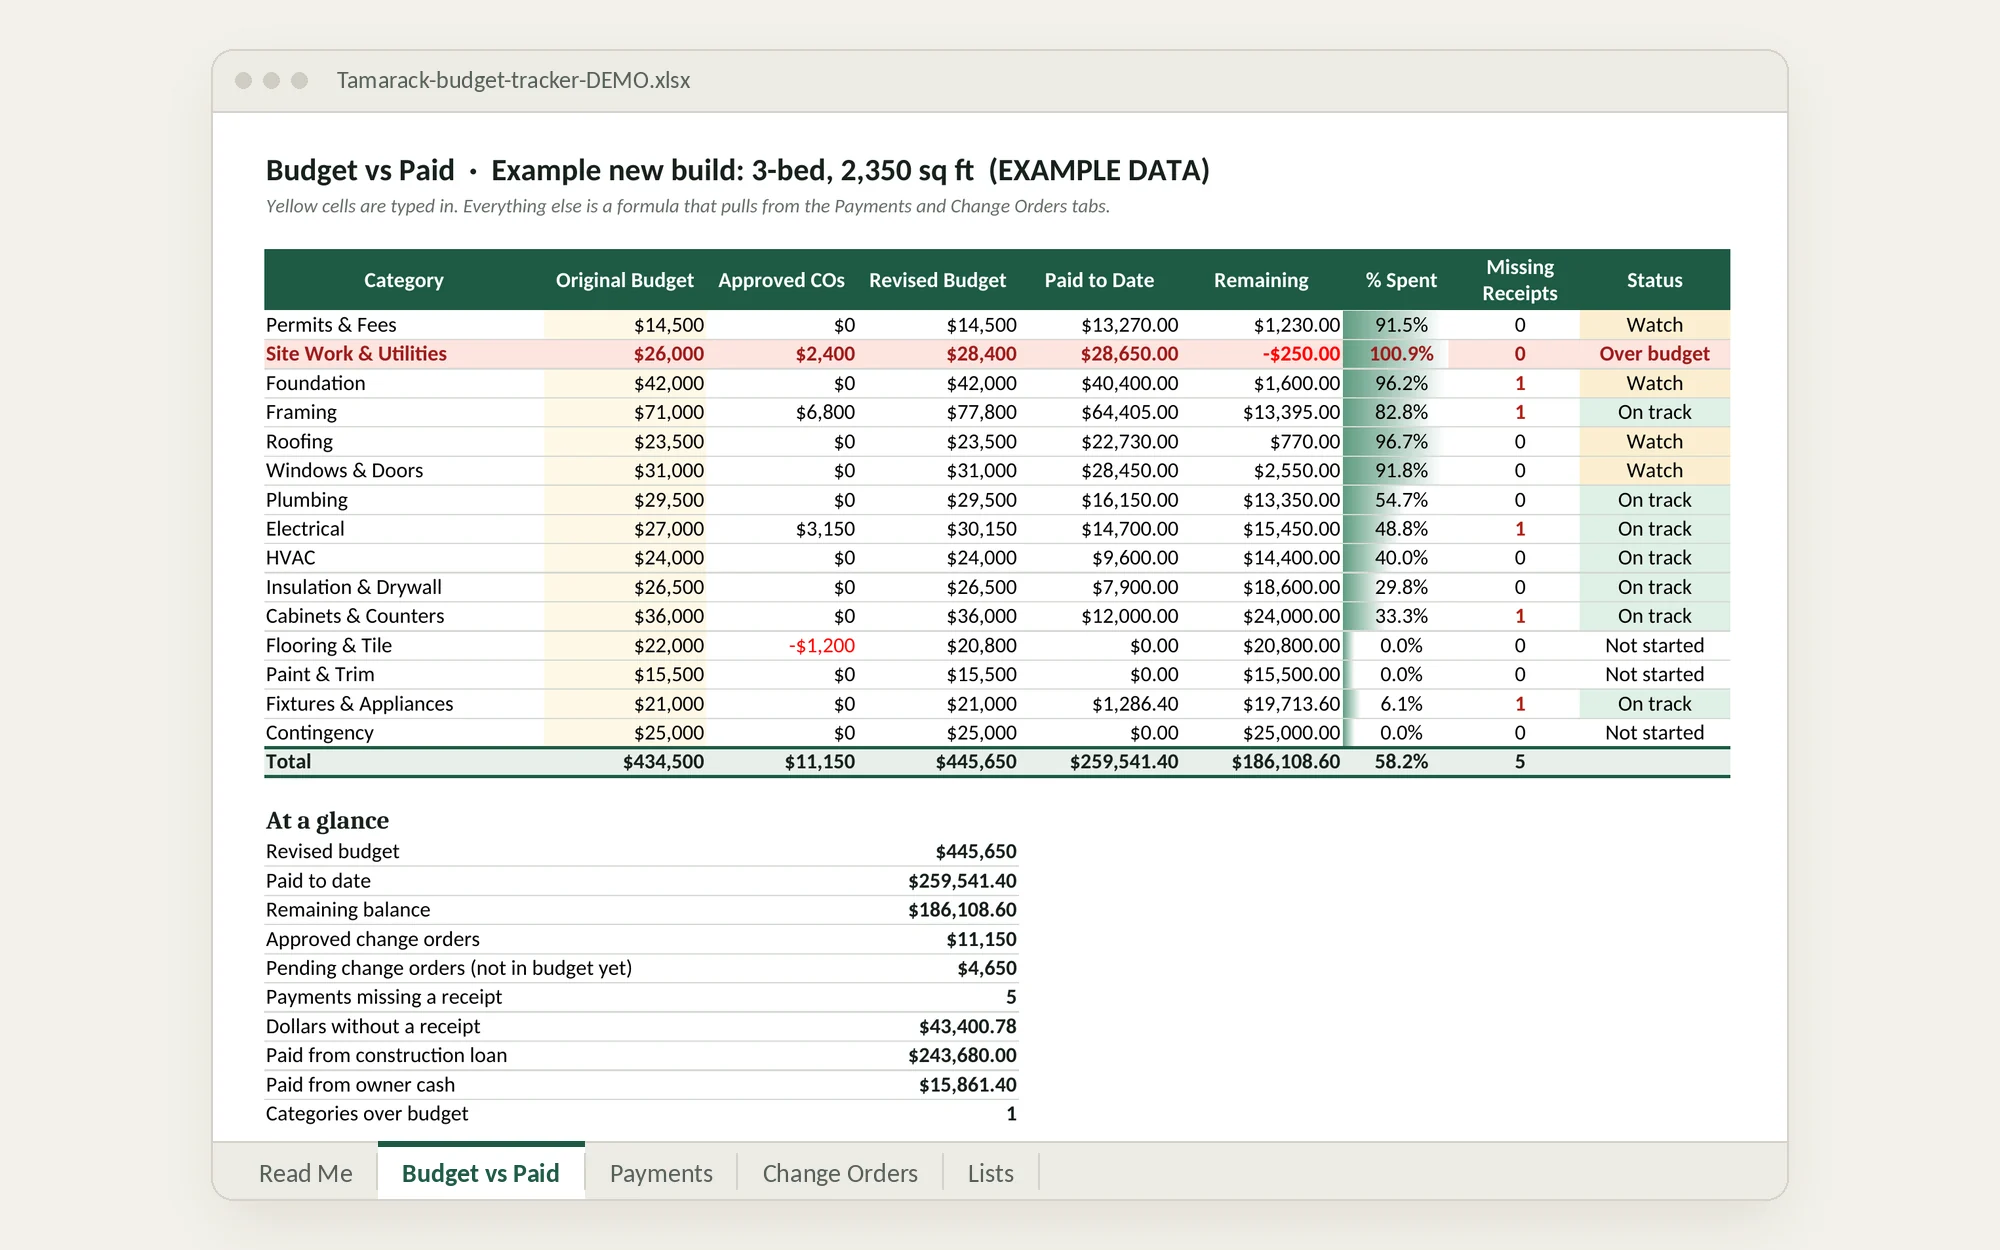 Tamarack-budget-tracker-DEMO.xlsx
Budget vs Paid · Example new build: 3-bed, 2,350 sq ft (EXAMPLE DATA)
Yellow cells are typed in. Everything else is a formula that pulls from the Payments and Change Orders tabs.
Category Original Budget Approved COs Revised Budget Paid to Date Remaining % Spent Missing Receipts Status
Permits & Fees $14,500 $0 $14,500 $13,270.00 $1,230.00 91.5% 0 Watch
Site Work & Utilities $26,000 $2,400 $28,400 $28,650.00 -$250.00 100.9% 0 Over budget
Foundation $42,000 $0 $42,000 $40,400.00 $1,600.00 96.2% 1 Watch
Framing $71,000 $6,800 $77,800 $64,405.00 $13,395.00 82.8% 1 On track
Roofing $23,500 $0 $23,500 $22,730.00 $770.00 96.7% 0 Watch
Windows & Doors $31,000 $0 $31,000 $28,450.00 $2,550.00 91.8% 0 Watch
Plumbing $29,500 $0 $29,500 $16,150.00 $13,350.00 54.7% 0 On track
Electrical $27,000 $3,150 $30,150 $14,700.00 $15,450.00 48.8% 1 On track
HVAC $24,000 $0 $24,000 $9,600.00 $14,400.00 40.0% 0 On track
Insulation & Drywall $26,500 $0 $26,500 $7,900.00 $18,600.00 29.8% 0 On track
Cabinets & Counters $36,000 $0 $36,000 $12,000.00 $24,000.00 33.3% 1 On track
Flooring & Tile $22,000 -$1,200 $20,800 $0.00 $20,800.00 0.0% 0 Not started
Paint & Trim $15,500 $0 $15,500 $0.00 $15,500.00 0.0% 0 Not started
Fixtures & Appliances $21,000 $0 $21,000 $1,286.40 $19,713.60 6.1% 1 On track
Contingency $25,000 $0 $25,000 $0.00 $25,000.00 0.0% 0 Not started
Total $434,500 $11,150 $445,650 $259,541.40 $186,108.60 58.2% 5
At a glance
Revised budget $445,650
Paid to date $259,541.40
Remaining balance $186,108.60
Approved change orders $11,150
Pending change orders (not in budget yet) $4,650
Payments missing a receipt 5
Dollars without a receipt $43,400.78
Paid from construction loan $243,680.00
Paid from owner cash $15,861.40
Categories over budget 1
Read Me Budget vs Paid Payments Change Orders Lists